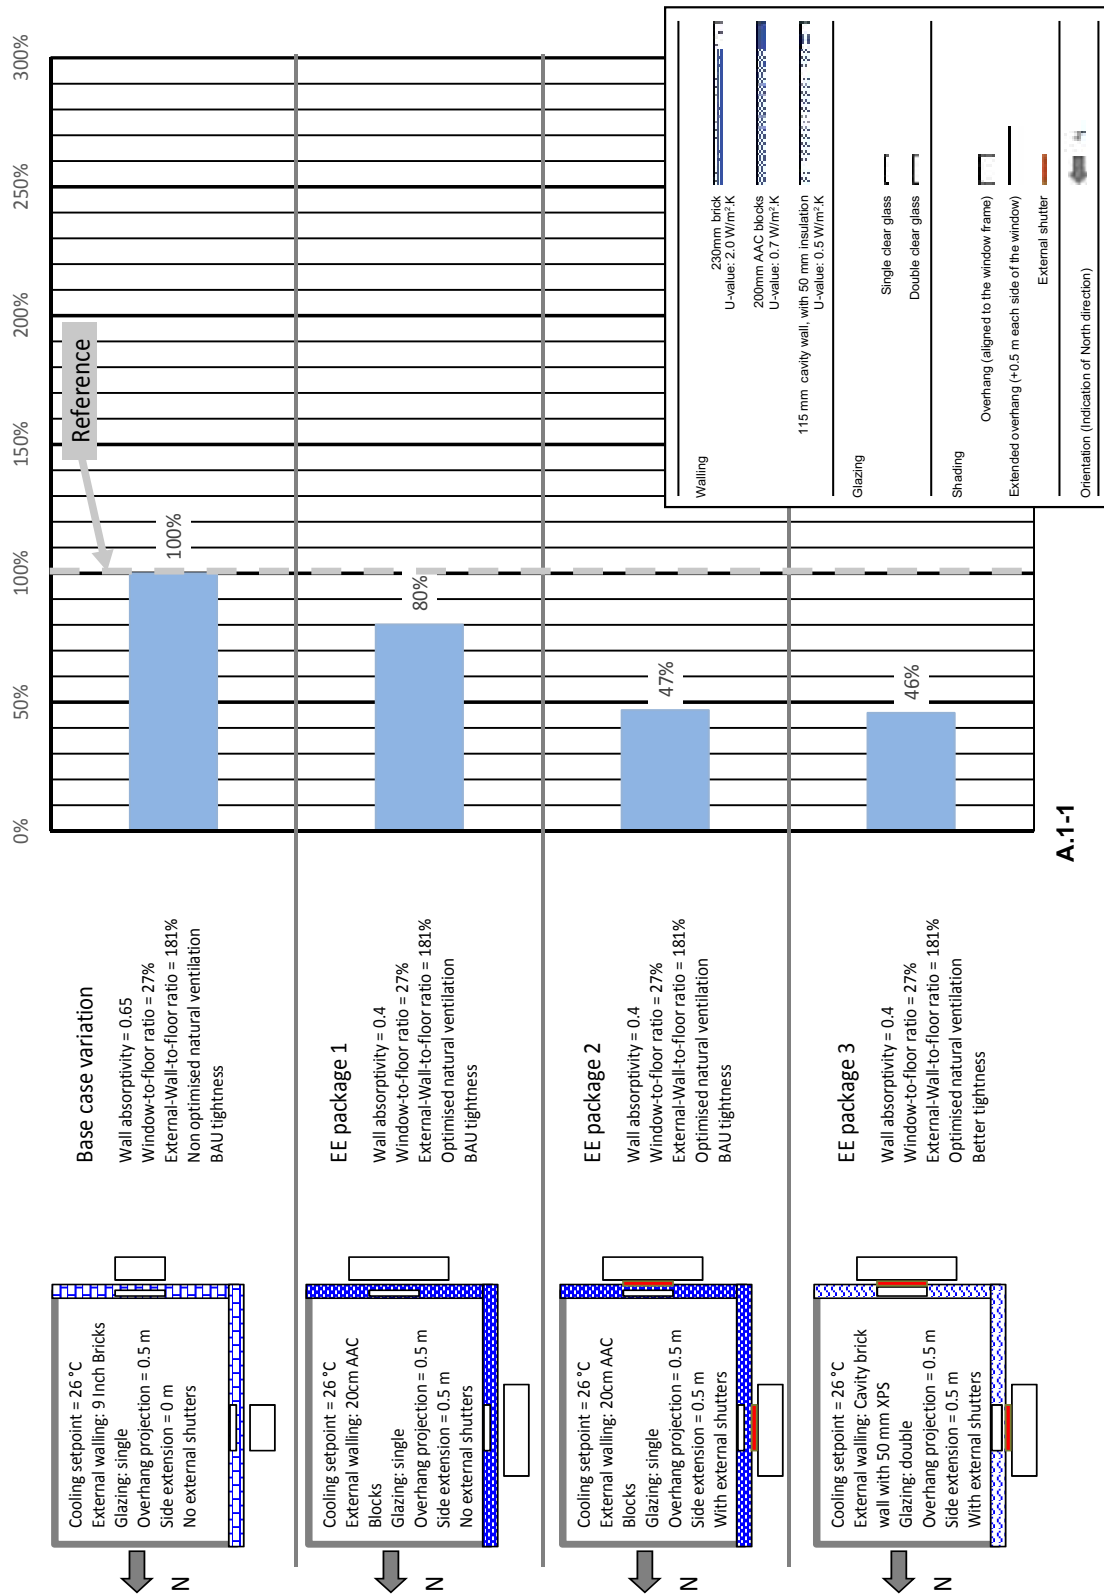 Cooling setpoint = 26 °C
External walling: 9 Inch Bricks
Glazing: single
Overhang projection = 0.5 m
Side extension = 0 m
No external shutters
N
Base case variation
Wall absorptivity = 0.65
Window-to-floor ratio = 27%
External-Wall-to-floor ratio = 181%
Non optimised natural ventilation
BAU tightness
0%
50%
100%
150%
200%
250%
300%
Reference
100%
Cooling setpoint = 26 °C
External walling: 20cm AAC
Blocks
Glazing: single
Overhang projection = 0.5 m
Side extension = 0.5 m
No external shutters
N
EE package 1
Wall absorptivity = 0.4
Window-to-floor ratio = 27%
External-Wall-to-floor ratio = 181%
Optimised natural ventilation
BAU tightness
80%
Cooling setpoint = 26 °C
External walling: 20cm AAC
Blocks
Glazing: single
Overhang projection = 0.5 m
Side extension = 0.5 m
With external shutters
N
EE package 2
Wall absorptivity = 0.4
Window-to-floor ratio = 27%
External-Wall-to-floor ratio = 181%
Optimised natural ventilation
BAU tightness
47%
Cooling setpoint = 26 °C
External walling: Cavity brick
wall with 50 mm XPS
Glazing: double
Overhang projection = 0.5 m
Side extension = 0.5 m
With external shutters
N
EE package 3
Wall absorptivity = 0.4
Window-to-floor ratio = 27%
External-Wall-to-floor ratio = 181%
Optimised natural ventilation
Better tightness
46%
Walling
230mm brick
U-value: 2.0 W/m².K
200mm AAC blocks
U-value: 0.7 W/m².K
115 mm cavity wall, with 50 mm insulation
U-value: 0.5 W/m².K
Glazing
Single clear glass
Double clear glass
Shading
Overhang (aligned to the window frame)
Extended overhang (+0.5 m each side of the window)
External shutter
Orientation (Indication of North direction)
A.1-1